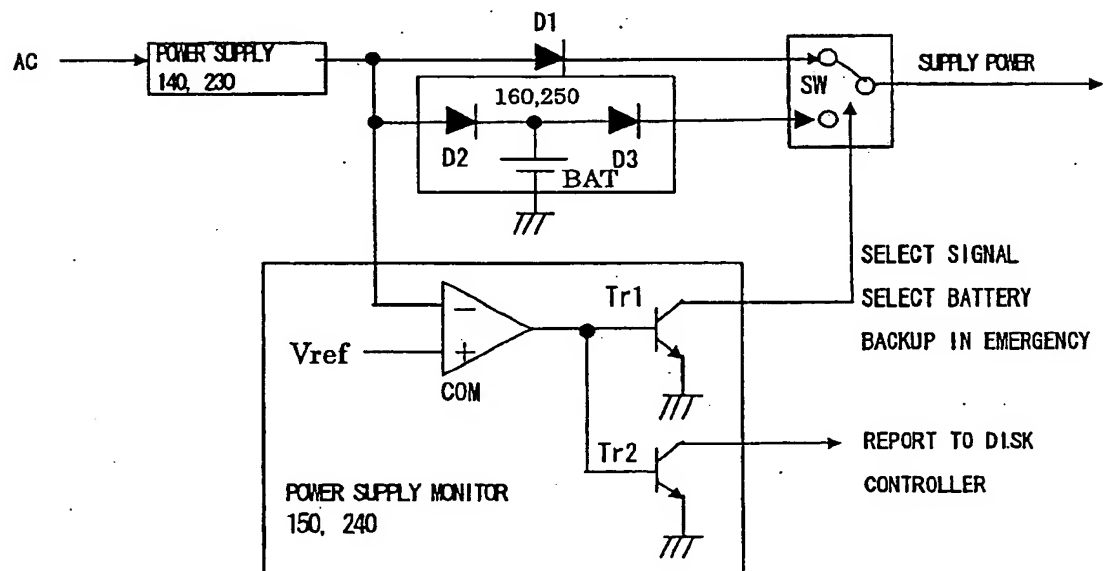 AC
POWER SUPPLY
140, 230
D1
160,250
D2
D3
BAT
SW
SUPPLY POWER
SELECT SIGNAL
SELECT BATTERY
BACKUP IN EMERGENCY
Tr1
−
Vref
+
COM
Tr2
REPORT TO DISK
CONTROLLER
POWER SUPPLY MONITOR
150, 240